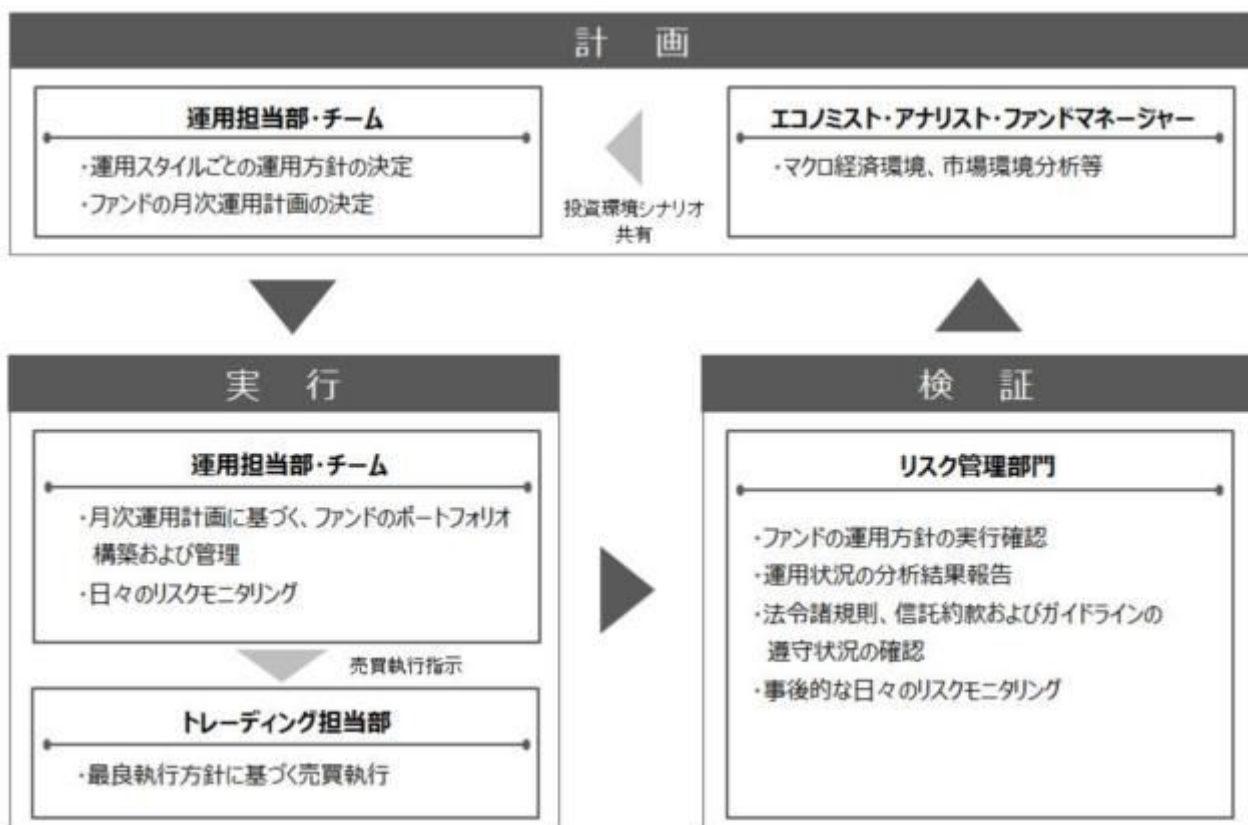 計 画
運用担当部・チーム
・運用スタイルごとの運用方針の決定
・ファンドの月次運用計画の決定
投資環境シナリオ
共有
エコノミスト・アナリスト・ファンドマネージャー
・マクロ経済環境、市場環境分析等
実 行
運用担当部・チーム
・月次運用計画に基づく、ファンドのポートフォリオ
構築および管理
・日々のリスクモニタリング
売買執行指示
トレーディング担当部
・最良執行方針に基づく売買執行
検 証
リスク管理部門
・ファンドの運用方針の実行確認
・運用状況の分析結果報告
・法令諸規則、信託約款およびガイドラインの
遵守状況の確認
・事後的な日々のリスクモニタリング